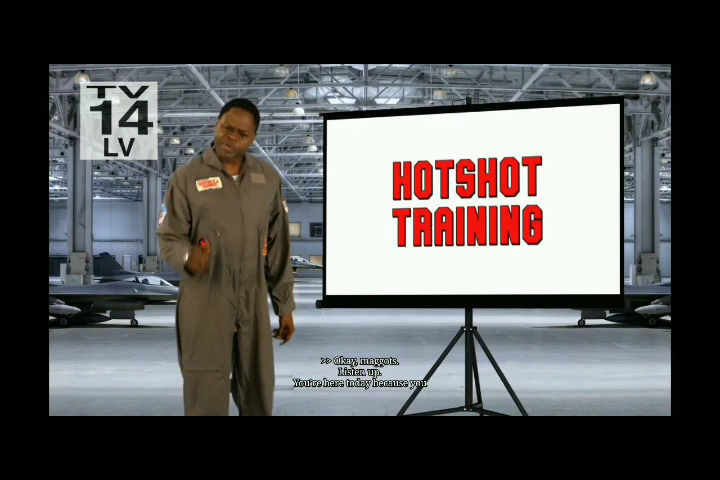 TV
14
LV
HOTSHOT
TRAINING
>> Okay, maggots.
Listen up.
You're here today because you